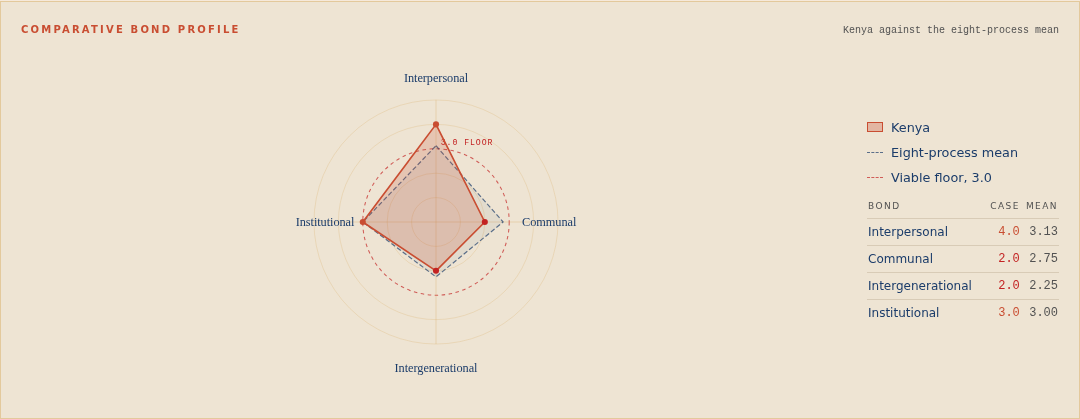 COMPARATIVE BOND PROFILE
Kenya against the eight-process mean
Interpersonal
3.0 FLOOR
Institutional
Communal
Intergenerational
Kenya
Eight-process mean
Viable floor, 3.0
BOND CASE MEAN
Interpersonal 4.0 3.13
Communal 2.0 2.75
Intergenerational 2.0 2.25
Institutional 3.0 3.00